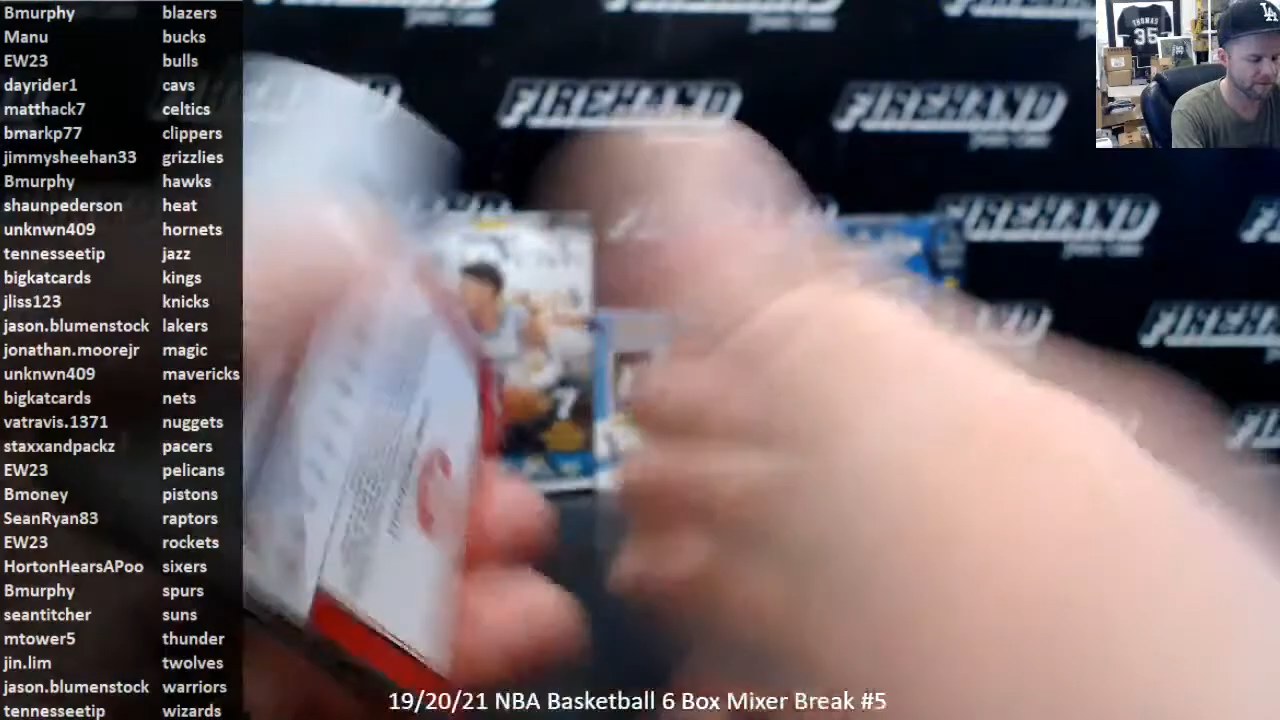 Bmurphy blazers
Manu bucks
EW23 bulls
dayrider1 cavs
matthack7 celtics
bmarkp77 clippers
jimmysheehan33 grizzlies
Bmurphy hawks
shaunpederson heat
unknwn409 hornets
tennesseetip jazz
bigkatcards kings
jliss123 knicks
jason.blumenstock lakers
jonathan.moorejr magic
unknwn409 mavericks
bigkatcards nets
vatravis.1371 nuggets
staxxandpackz pacers
EW23 pelicans
Bmoney pistons
SeanRyan83 raptors
EW23 rockets
HortonHearsAPoo sixers
Bmurphy spurs
seantitcher suns
mtower5 thunder
jin.lim twolves
jason.blumenstock warriors
tennesseetip wizards
FIREHAND
FIREHAND
FIREHAND
THOMAS
35
LA
7
19/20/21 NBA Basketball 6 Box Mixer Break #5